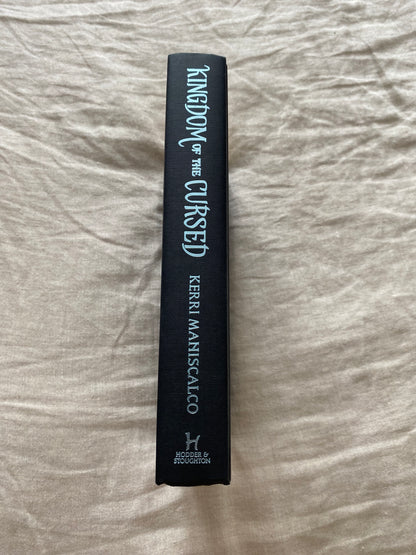 KINGDOM OF THE CURSED
KERRI MANISCALCO
HODDER &
STOUGHTON